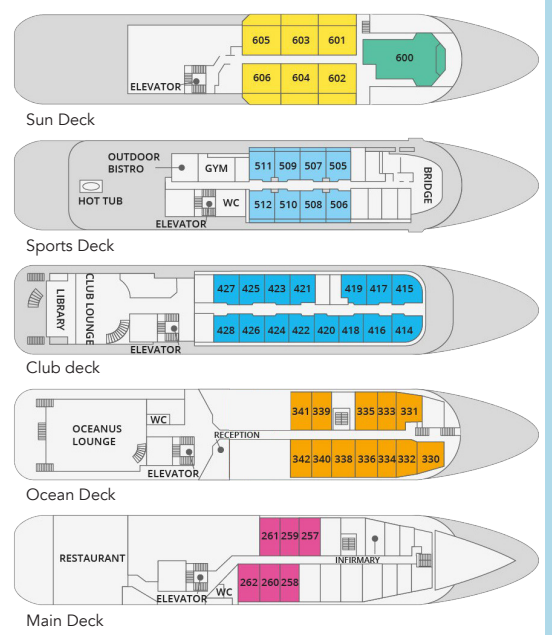 605 603 601
600
606 604 602
ELEVATOR
Sun Deck
OUTDOOR
BISTRO
GYM
511 509 507 505
BRIDGE
HOT TUB
WC
512 510 508 506
ELEVATOR
Sports Deck
LIBRARY
CLUB LOUNGE
427 425 423 421 419 417 415
428 426 424 422 420 418 416 414
ELEVATOR
Club deck
341 339 335 333 331
WC
OCEANUS
LOUNGE
RECEPTION
342 340 338 336 334 332 330
ELEVATOR
Ocean Deck
261 259 257
RESTAURANT
INFIRMARY
262 260 258
ELEVATOR
WC
Main Deck